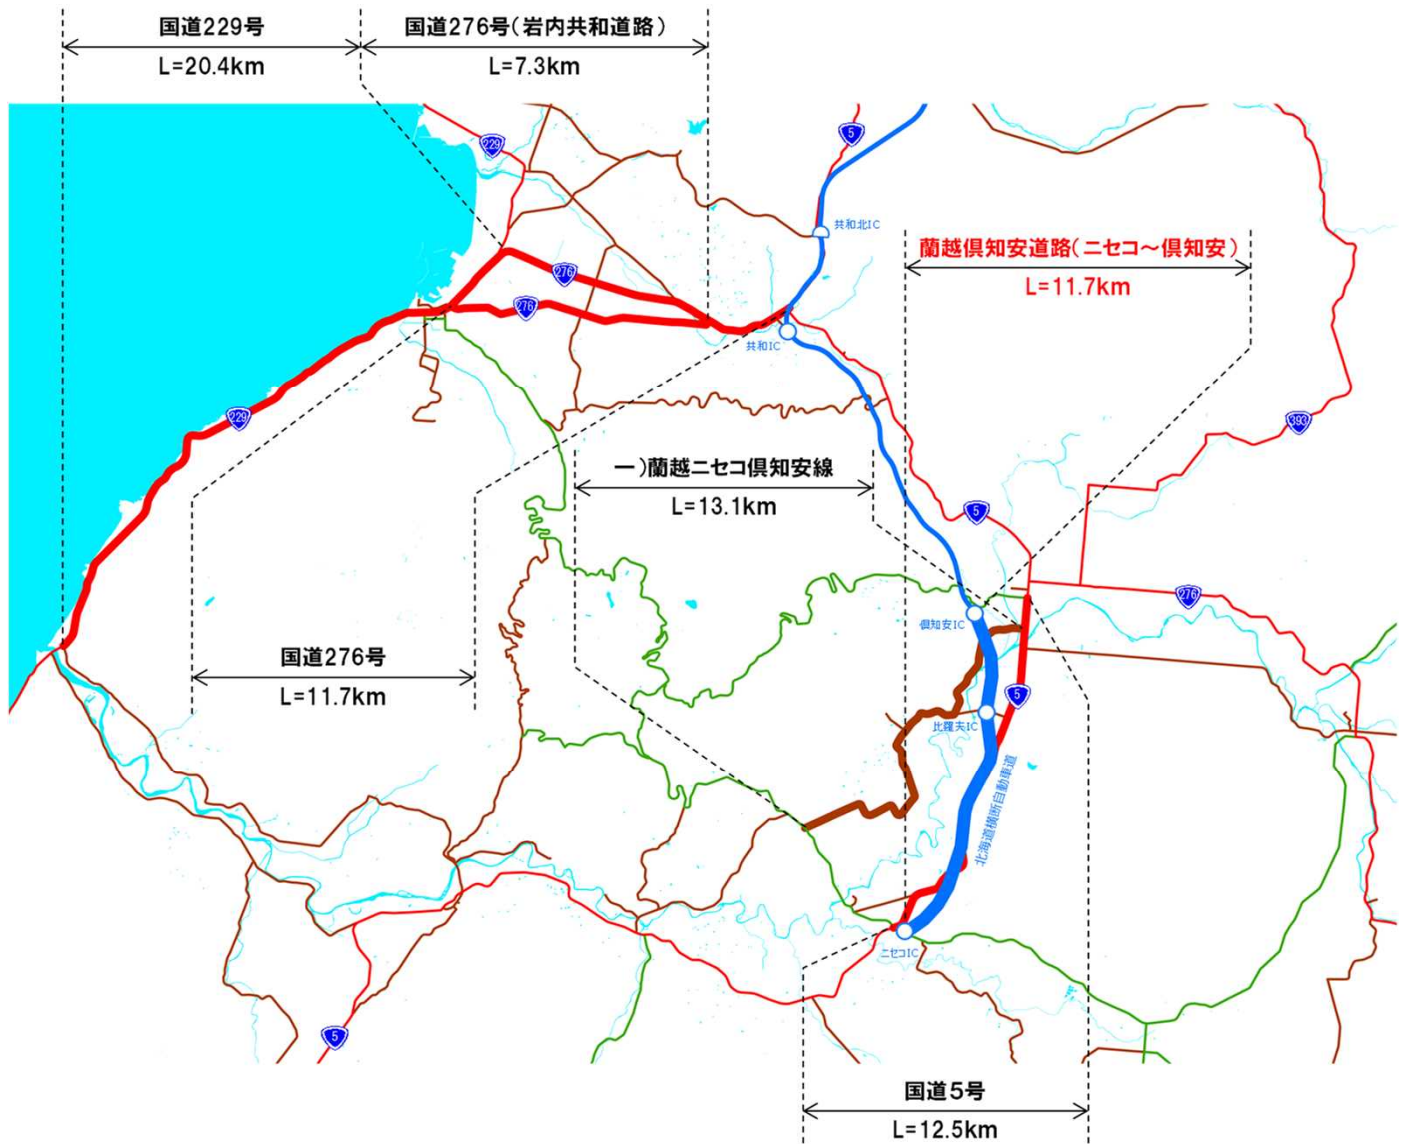 国道229号
L=20.4km
国道276号(岩内共和道路)
L=7.3km
5
229
共和北IC
蘭越倶知安道路(ニセコ～倶知安)
L=11.7km
276
276
共和IC
229
393
一)蘭越ニセコ倶知安線
L=13.1km
5
276
倶知安IC
国道276号
L=11.7km
5
比羅夫IC
北海道横断自動車道
ニセコIC
5
国道5号
L=12.5km